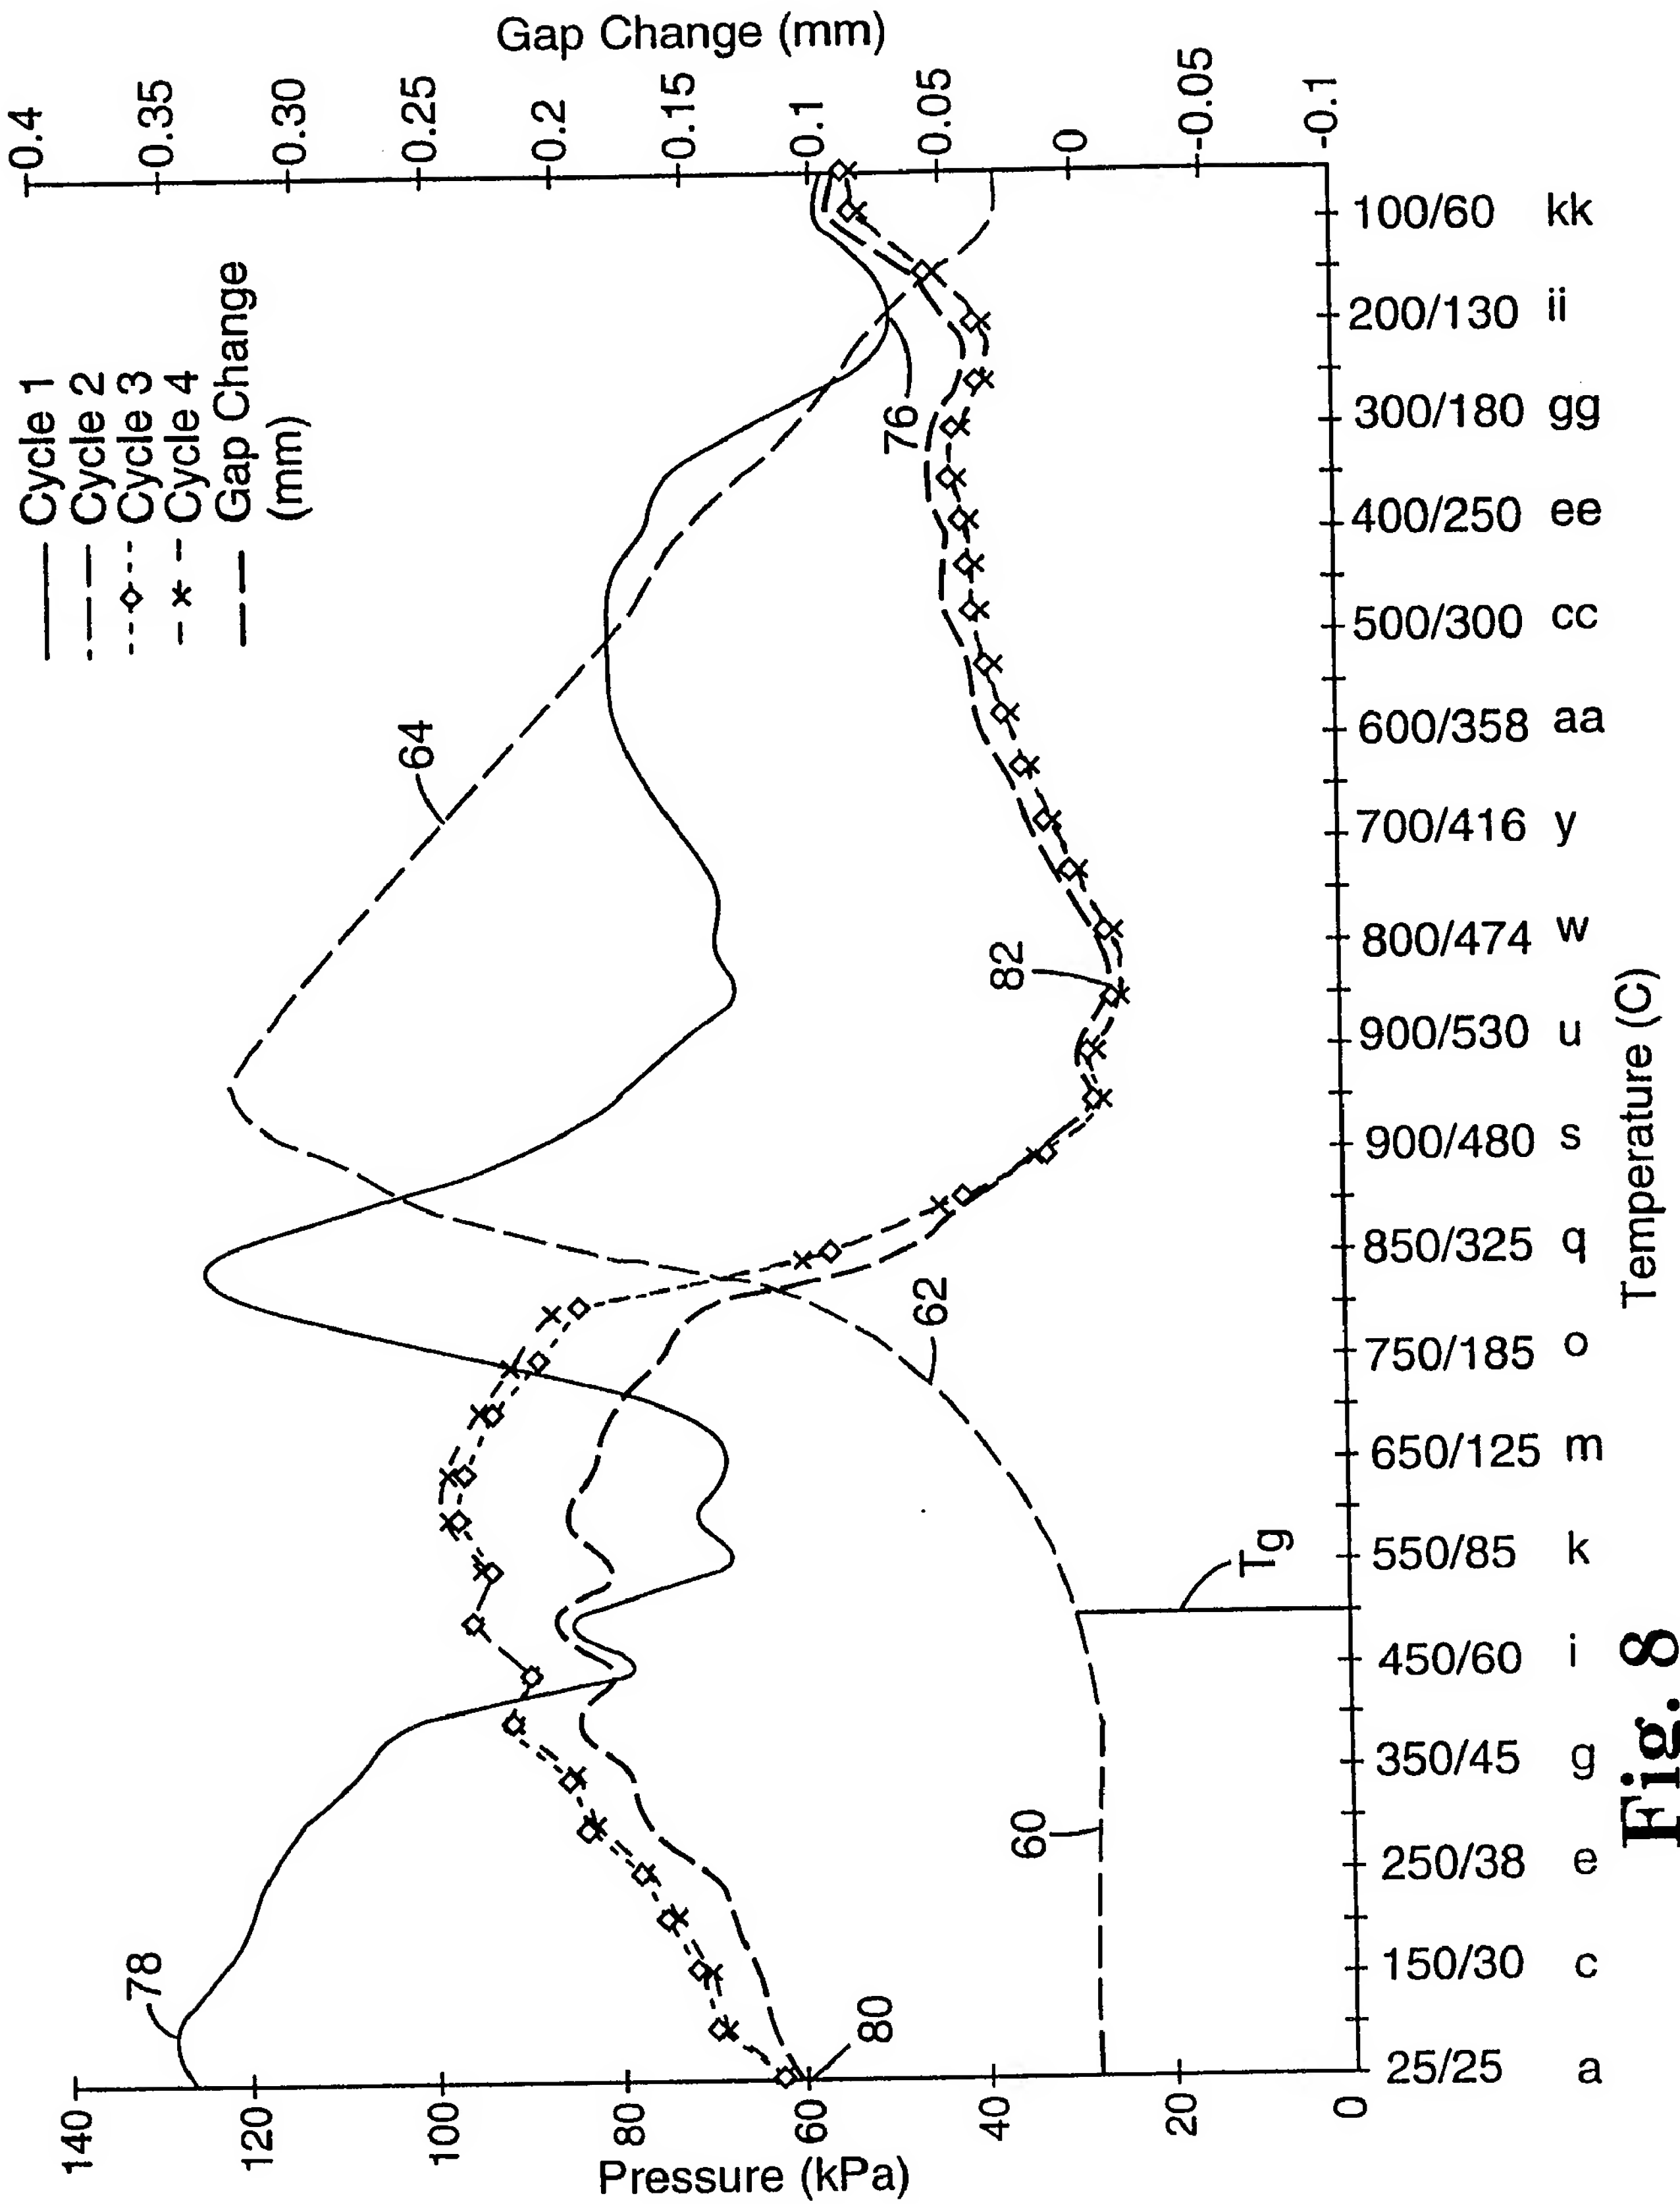 Cycle 1
Cycle 2
Cycle 3
Cycle 4
Gap Change
(mm)
Pressure (kPa)
140
120
100
80
60
40
20
0
Gap Change (mm)
0.4
0.35
0.30
0.25
0.2
0.15
0.1
0.05
0
-0.05
-0.1
78
80
60
62
64
76
82
Tg
25/25 a
150/30 c
250/38 e
350/45 g
450/60 i
550/85 k
650/125 m
750/185 o
850/325 q
900/480 s
900/530 u
800/474 w
700/416 y
600/358 aa
500/300 cc
400/250 ee
300/180 gg
200/130 ii
100/60 kk
Temperature (C)
Fig. 8